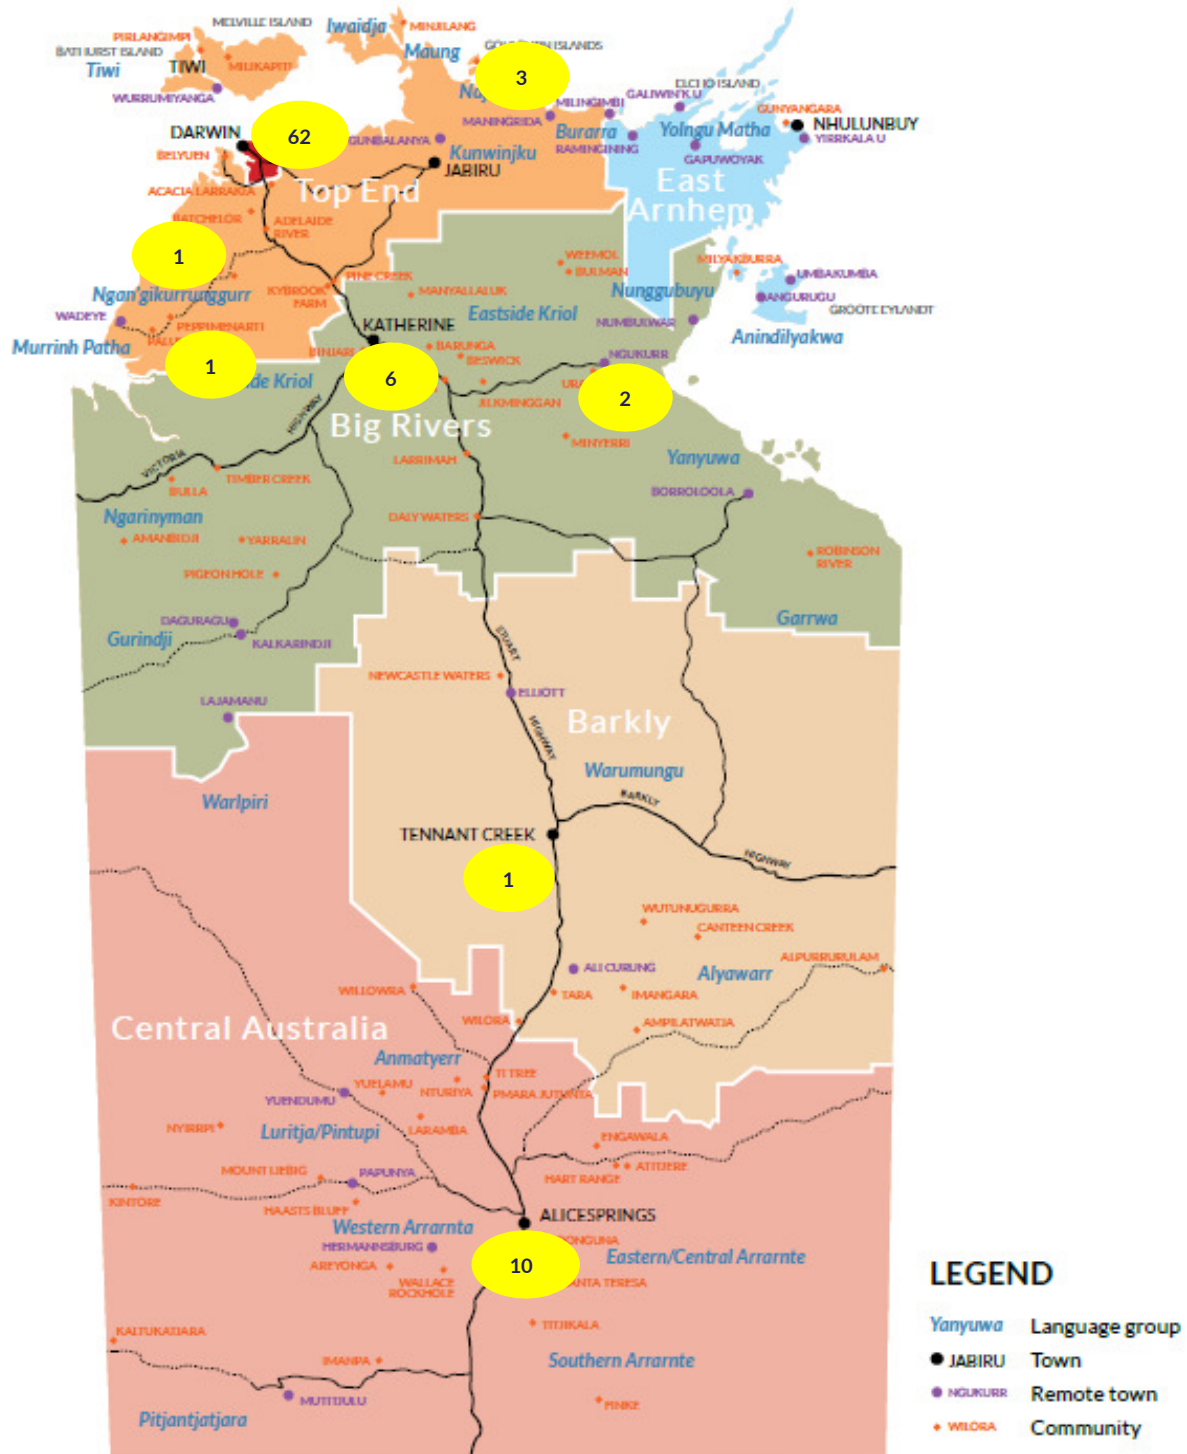 MELVILLE ISLAND
Iwaidja
MINJILANG
PIRLANGIMPI
BATHURST ISLAND
Maung
Tiwi
TIWI
MILIKAPITI
3
ELCHO ISLAND
WURRUMIYANGA
MILINGIMBI
GALIWIN'KU
GUNYANGARA
MANINGRIDA
DARWIN
62
GUNBALANYA
Burarra
Yolngu Matha
NHULUNBUY
YIRRKALA U
RAMINGINING
GAPUWOYAK
BELYUEN
Kunwinjku
JABIRU
Top End
East
Arnhem
ACACIA LARRAKIA
BATCHELOR
ADELAIDE
RIVER
1
WEEMOL
BULMAN
MILYAKBURRA
UMBAKUMBA
PINE CREEK
KYBROOK
FARM
MANYALLALUK
Nunggubuyu
ANGURUGU
GROOTE EYLANDT
Ngan'gikurrunggurr
WADEYE
PEPPIMENARTI
Eastside Kriol
NUMBULWAR
Anindilyakwa
Murrinh Patha
KATHERINE
BARUNGA
BESWICK
NGUKURR
1
6
2
JILKMINGGAN
HIGHWAY
Big Rivers
MINYERRI
VICTORIA
LARRIMAH
Yanyuwa
TIMBER CREEK
BULLA
BORROLOOLA
Ngarinyman
DALY WATERS
AMANBIDJI
YARRALIN
ROBINSON
RIVER
PIGEON HOLE
DAGURAGU
Garrwa
Gurindji
KALKARINDJI
STUART
NEWCASTLE WATERS
ELLIOTT
LAJAMANU
HIGHWAY
Barkly
Warumungu
Warlpiri
BARKLY
TENNANT CREEK
HIGHWAY
1
WUTUNUGURRA
CANTEEN CREEK
ALPURRURULAM
ALI CURUNG
Alyawarr
WILLOWRA
TARA
IMANGARA
WILORA
AMPILATWATJA
Central Australia
Anmatyerr
TI TREE
YUELAMU
NTURIYA
PMARA JUTUNTA
YUENDUMU
NYIRRPI
Luritja/Pintupi
LARAMBA
ENGAWALA
ATITJERE
MOUNT LIEBIG
PAPUNYA
HART RANGE
KINTORE
HAASTS BLUFF
Western Arrarnta
ALICESPRINGS
HERMANNSBURG
Eastern/Central Arrarnte
AREYONGA
10
WALLACE
ROCKHOLE
KALTUKATJARA
TITJIKALA
IMANPA
Southern Arrarnte
MUTITJULU
FINKE
Pitjantjatjara
LEGEND
Yanyuwa Language group
JABIRU Town
NGUKURR Remote town
WILORA Community